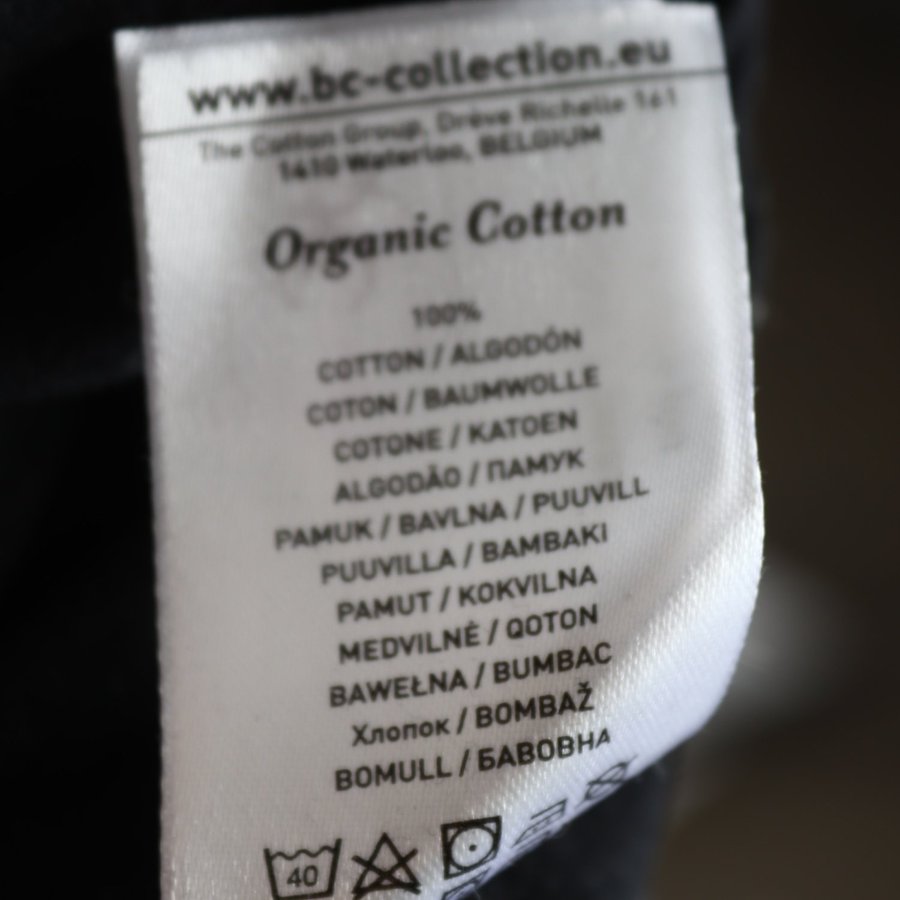 www.bc-collection.eu
The Cotton Group, Drève Richelle 161
1410 Waterloo, BELGIUM
Organic Cotton
100%
COTTON / ALGODÓN
COTON / BAUMWOLLE
COTONE / KATOEN
ALGODÃO / ПАМУК
PAMUK / BAVLNA / PUUVILL
PUUVILLA / BAMBAKI
PAMUT / KOKVILNA
MEDVILNĖ / QOTON
BAWEŁNA / BUMBAC
Хлопок / BOMBAŽ
BOMULL / БАВОВНА
40